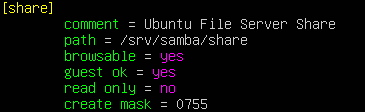 [share]
comment = Ubuntu File Server Share
path = /srv/samba/share
browsable = yes
guest ok = yes
read only = no
create mask = 0755